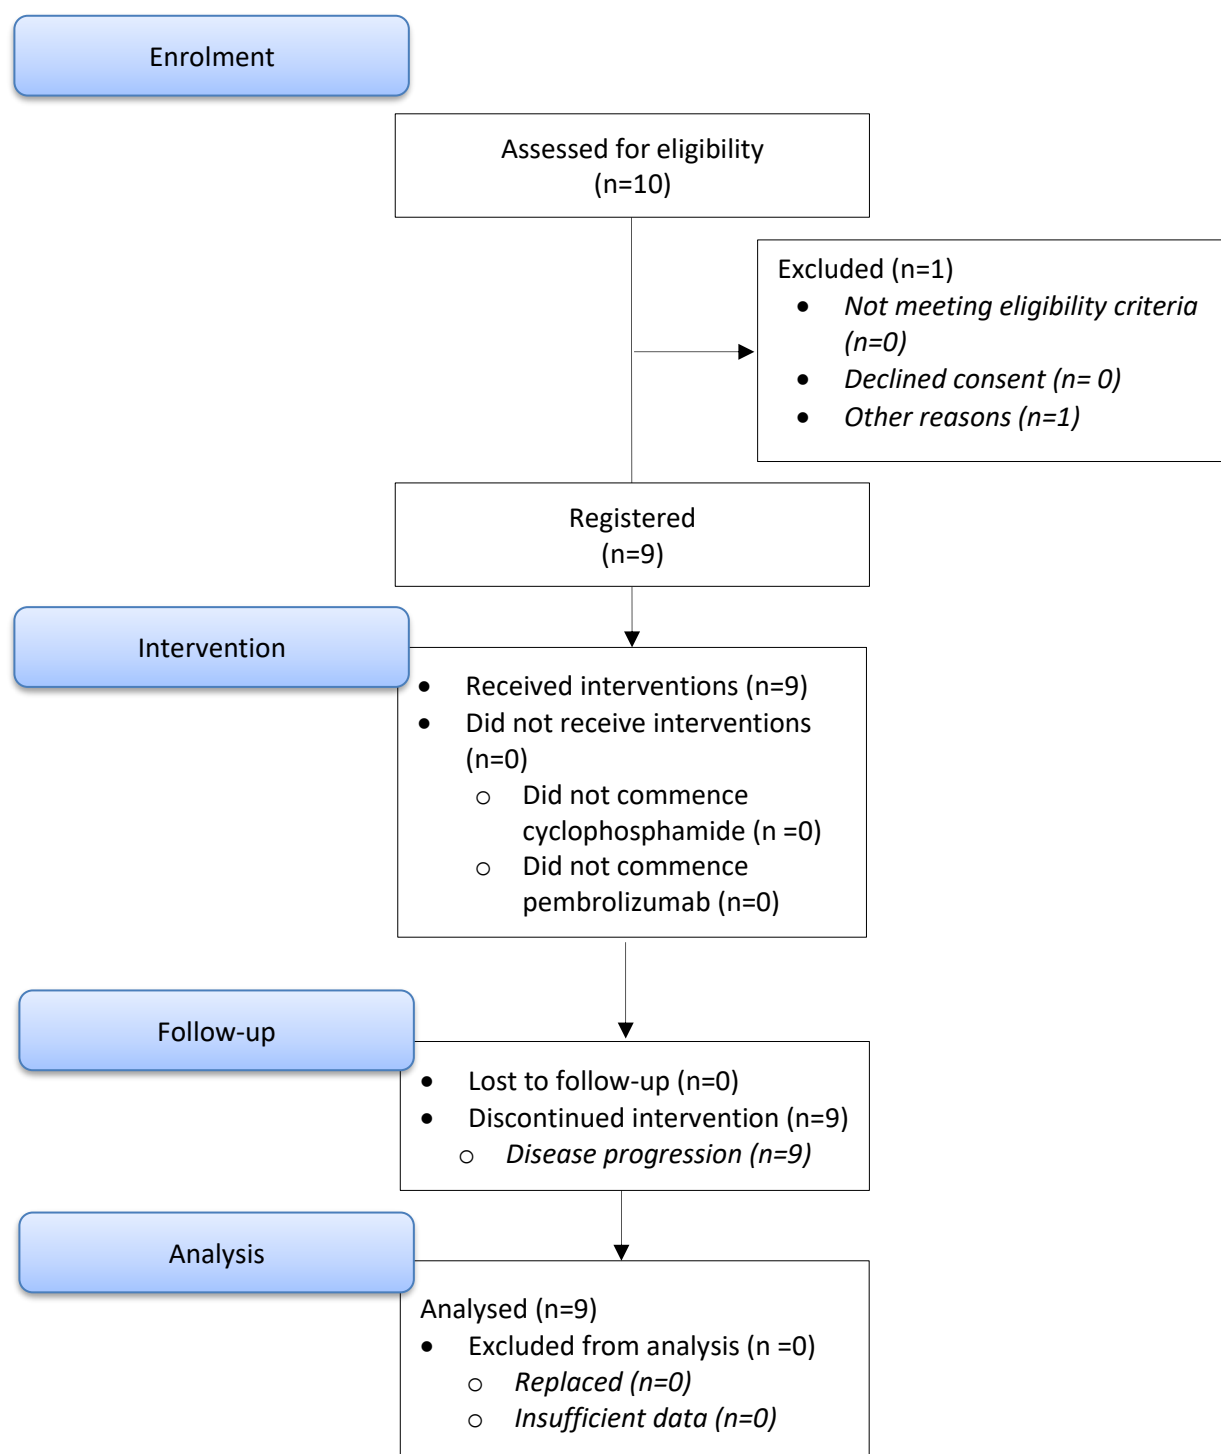 Enrolment
Assessed for eligibility
(n=10)
Excluded (n=1)
• Not meeting eligibility criteria
(n=0)
• Declined consent (n= 0)
• Other reasons (n=1)
Registered
(n=9)
Intervention
• Received interventions (n=9)
• Did not receive interventions
(n=0)
o Did not commence
cyclophosphamide (n =0)
o Did not commence
pembrolizumab (n=0)
Follow-up
• Lost to follow-up (n=0)
• Discontinued intervention (n=9)
o Disease progression (n=9)
Analysis
Analysed (n=9)
• Excluded from analysis (n =0)
o Replaced (n=0)
o Insufficient data (n=0)